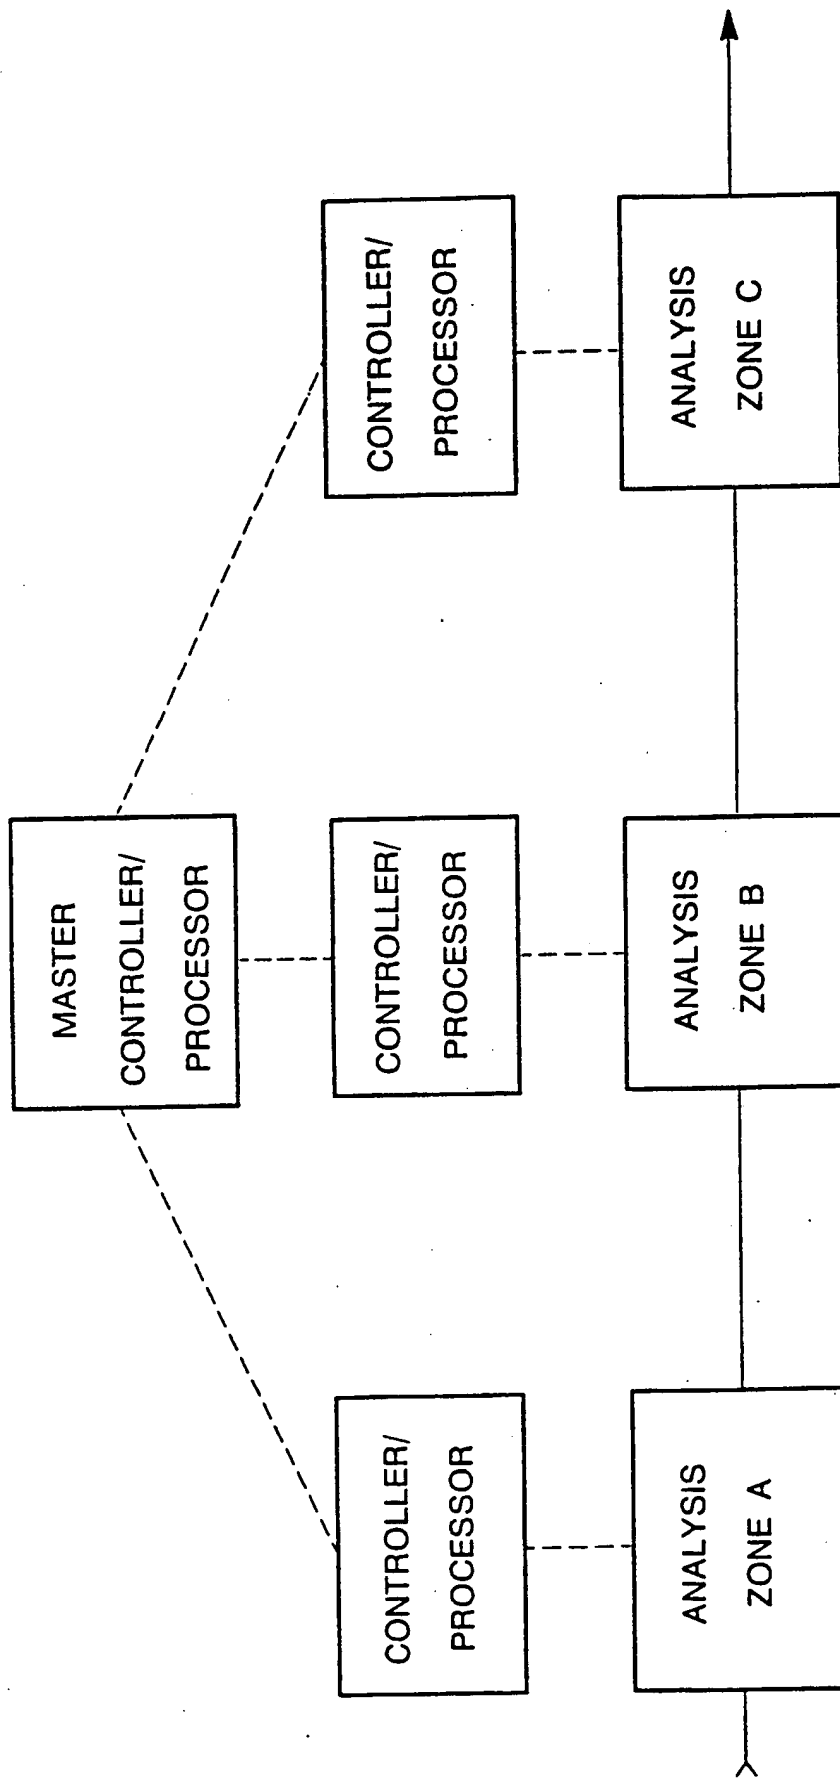 MASTER
CONTROLLER/
PROCESSOR
CONTROLLER/
PROCESSOR
CONTROLLER/
PROCESSOR
CONTROLLER/
PROCESSOR
ANALYSIS
ZONE A
ANALYSIS
ZONE B
ANALYSIS
ZONE C